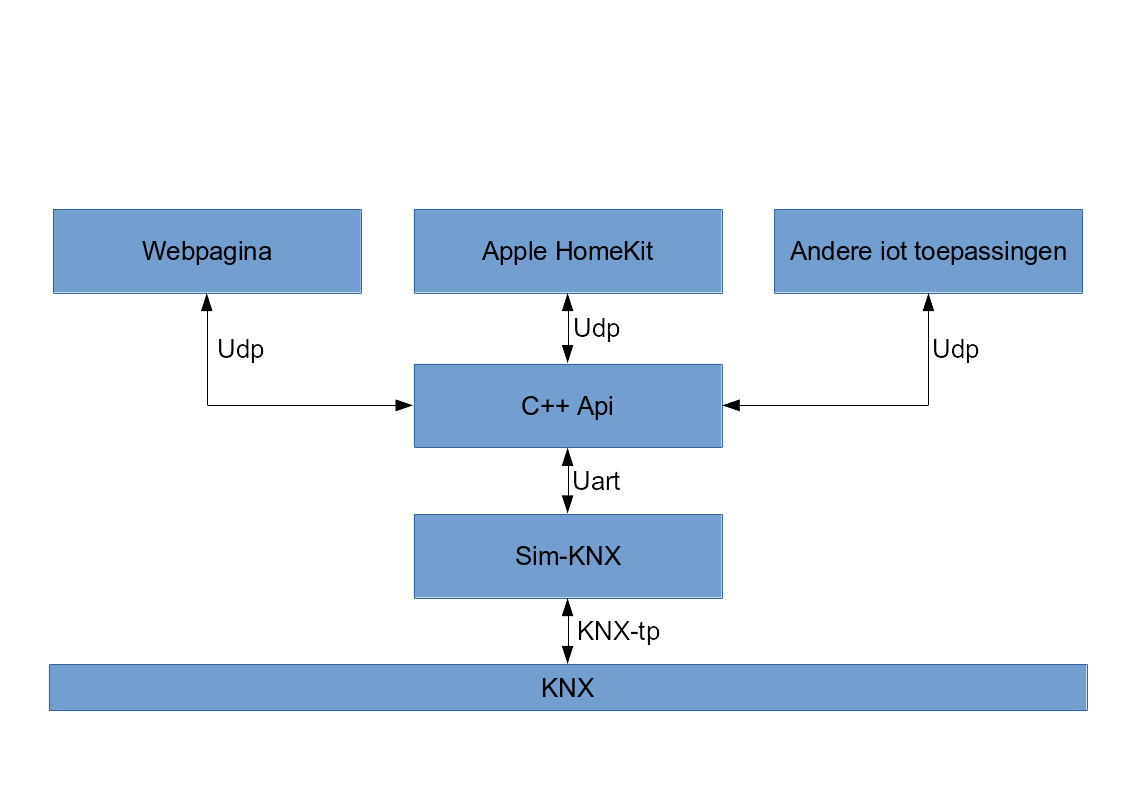 Webpagina
Apple HomeKit
Andere iot toepassingen
Udp
Udp
Udp
C++ Api
Uart
Sim-KNX
KNX-tp
KNX